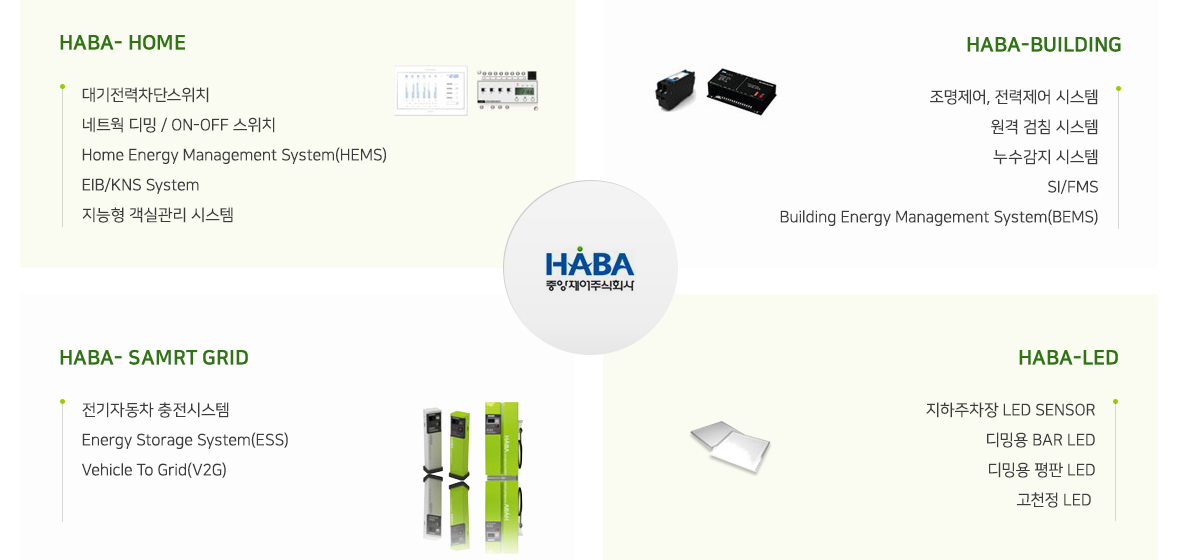 HABA- HOME
대기전력차단스위치
네트웍 디밍 / ON-OFF 스위치
Home Energy Management System(HEMS)
EIB/KNS System
지능형 객실관리 시스템
HABA-BUILDING
조명제어, 전력제어 시스템
원격 검침 시스템
누수감지 시스템
SI/FMS
Building Energy Management System(BEMS)
HABA
중앙제어주식회사
HABA- SAMRT GRID
전기자동차 충전시스템
Energy Storage System(ESS)
Vehicle To Grid(V2G)
HABA
HABA-LED
지하주차장 LED SENSOR
디밍용 BAR LED
디밍용 평판 LED
고천정 LED